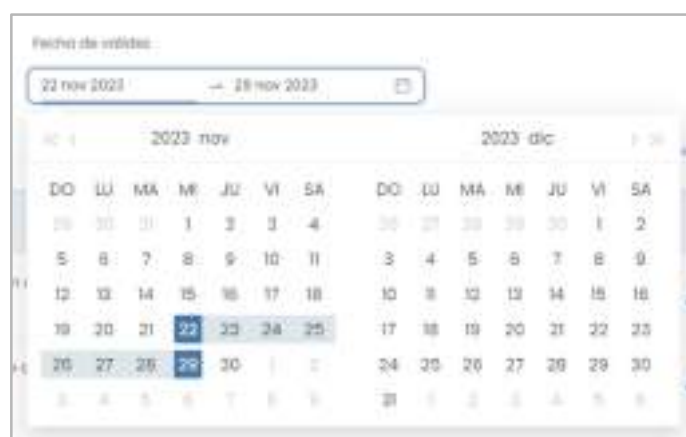 Fecha de validez
22 nov 2023 → 29 nov 2023
2023 nov 2023 dic
DO LU MA MI JU VI SA DO LU MA MI JU VI SA
29 30 31 1 2 3 4 26 27 28 29 30 1 2
5 6 7 8 9 10 11 3 4 5 6 7 8 9
12 13 14 15 16 17 18 10 11 12 13 14 15 16
19 20 21 22 23 24 25 17 18 19 20 21 22 23
26 27 28 29 30 1 2 24 25 26 27 28 29 30
3 4 5 6 7 8 9 31 1 2 3 4 5 6